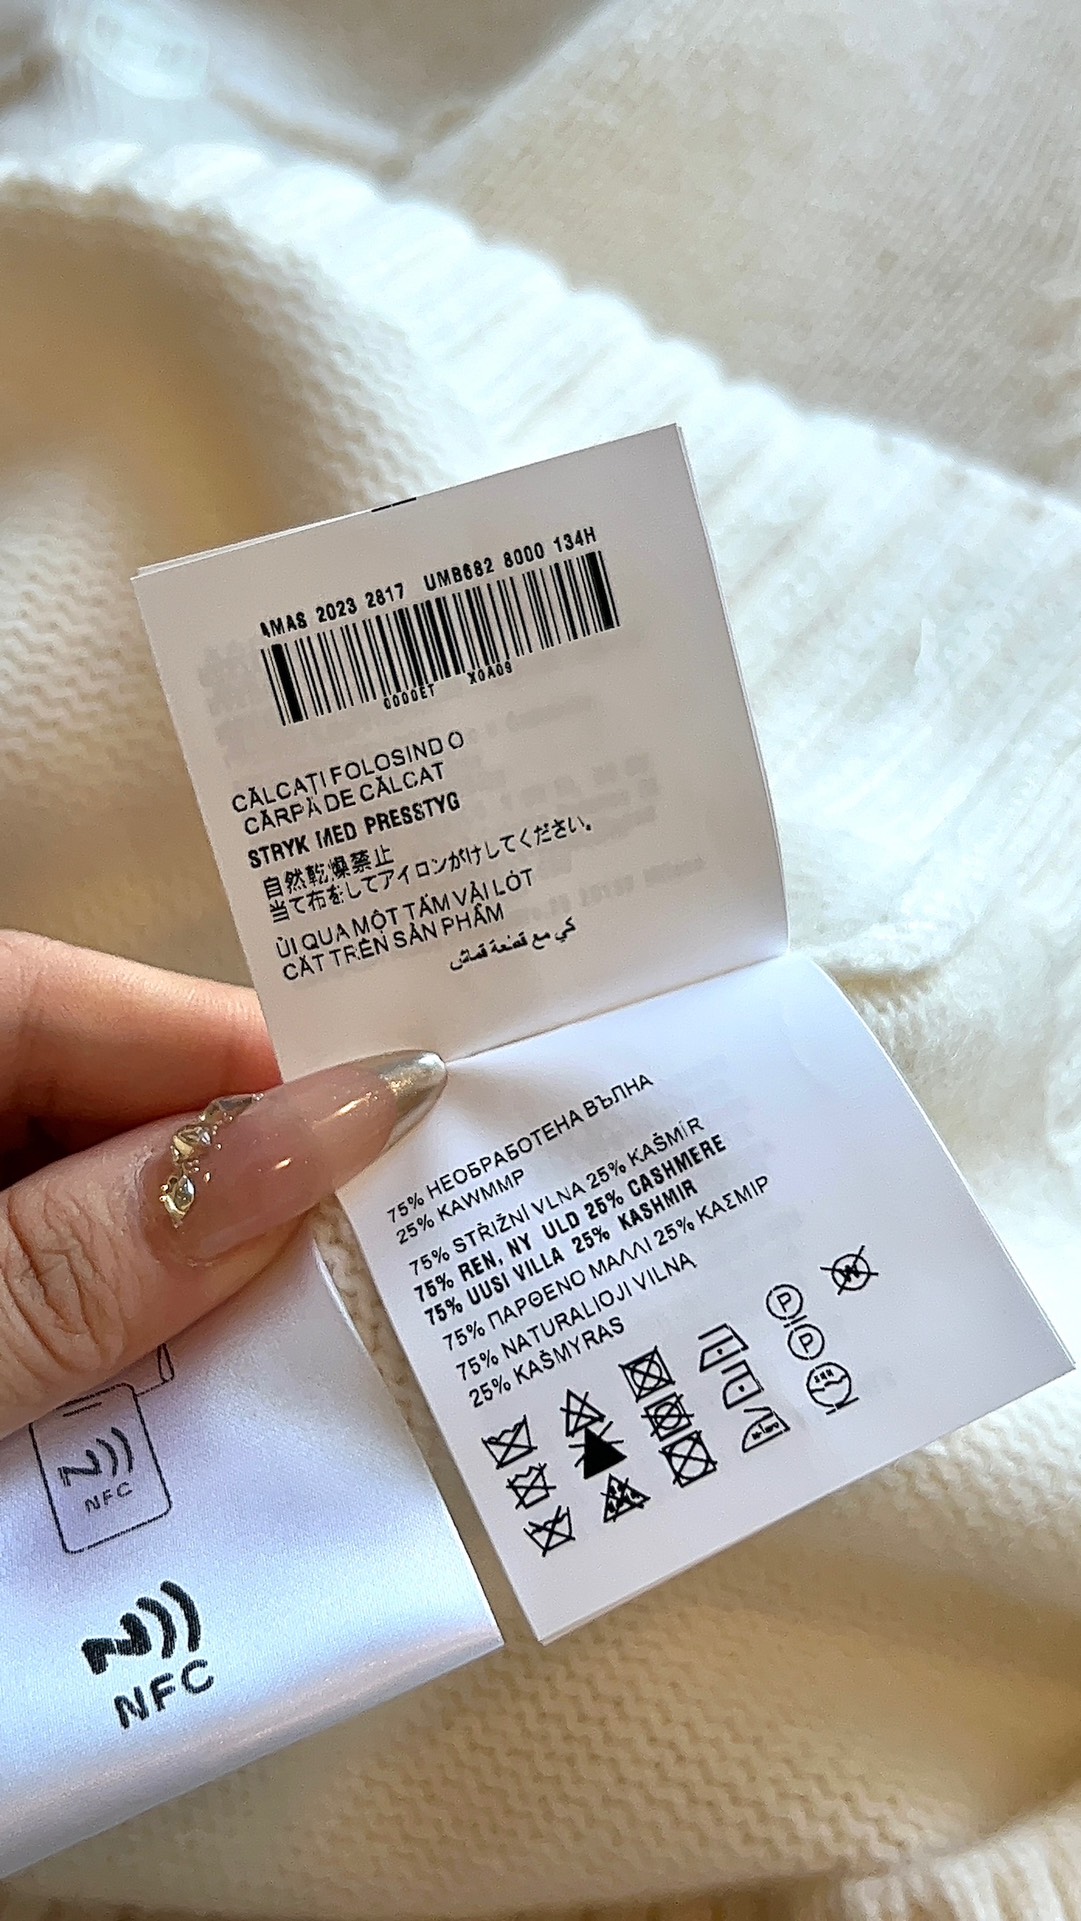 MAS 2023 2817 UMB682 8000 134H
0000ET X0A09
CĂLCAȚI FOLOSIND O
CÂRPĂ DE CĂLCAT
STRYK MED PRESSTYG
自然乾燥禁止
当て布をしてアイロンがけしてください。
ỦI QUA MỘT TẤM VẢI LÓT
CẮT TRÊN SẢN PHẨM
كي مع قطعة قماش
75% НЕОБРАБОТЕНА ВЪЛНА
25% КАWMMP
75% STŘIŽNÍ VLNA 25% KAŠMÍR
75% REN, NY ULD 25% CASHMERE
75% UUSI VILLA 25% KASHMIR
75% ΠΑΡΘΕΝΟ ΜΑΛΛΙ 25% ΚΑΣΜΙΡ
75% NATURALIOJI VILNA
25% KAŠMYRAS
W
P
P
NFC
NFC